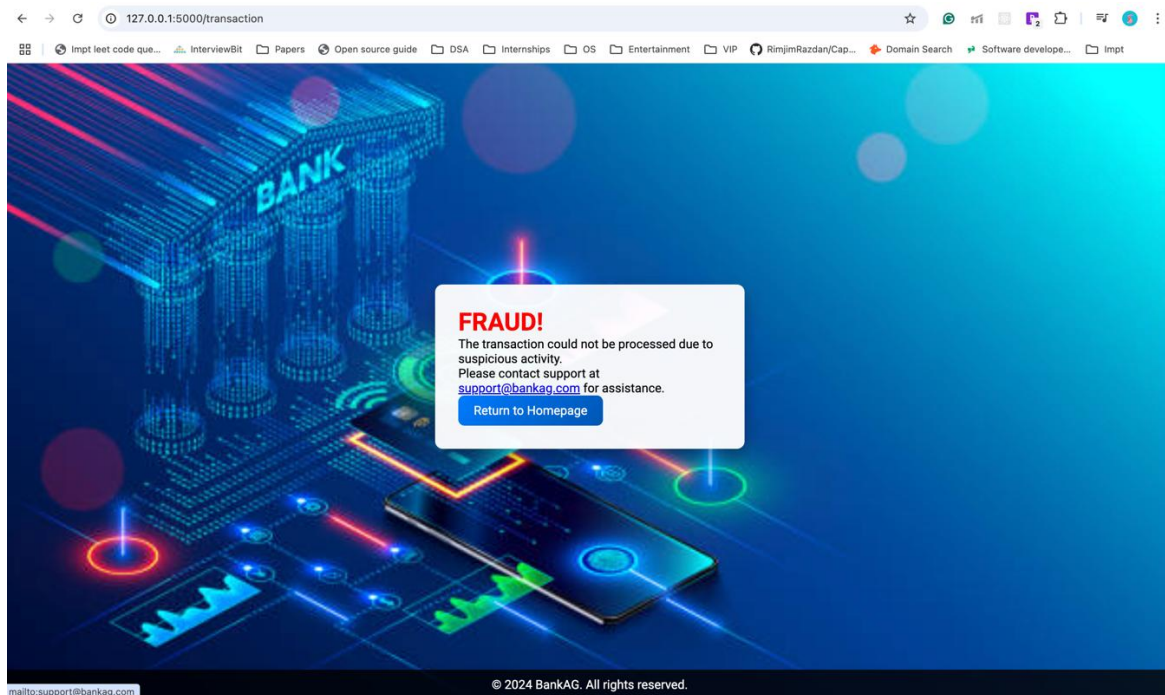 127.0.0.1:5000/transaction
Impt leet code que... InterviewBit Papers Open source guide DSA Internships OS Entertainment VIP RimjimRazdan/Cap... Domain Search Software develope... Impt
BANK
FRAUD!
The transaction could not be processed due to
suspicious activity.
Please contact support at
support@bankag.com for assistance.
Return to Homepage
© 2024 BankAG. All rights reserved.
mailto:support@bankag.com